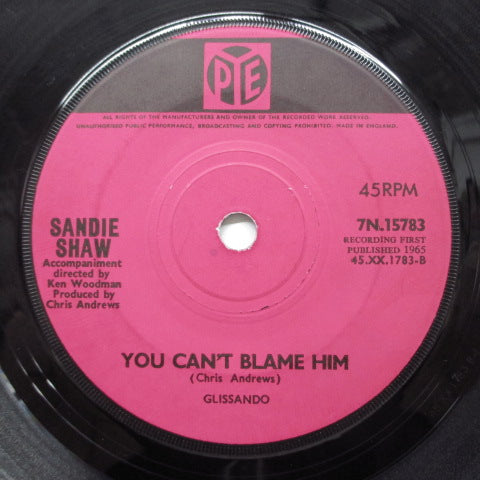 PYE
ALL RIGHTS OF THE MANUFACTURERS AND OWNER OF THE RECORDED WORK RESERVED.
UNAUTHORISED PUBLIC PERFORMANCE, BROADCASTING AND COPYING PROHIBITED. MADE IN ENGLAND.
45RPM
7N.15783
RECORDING FIRST
PUBLISHED 1965
45.XX.1783-B
SANDIE
SHAW
Accompaniment
directed by
Ken Woodman
Produced by
Chris Andrews
YOU CAN'T BLAME HIM
(Chris Andrews)
GLISSANDO